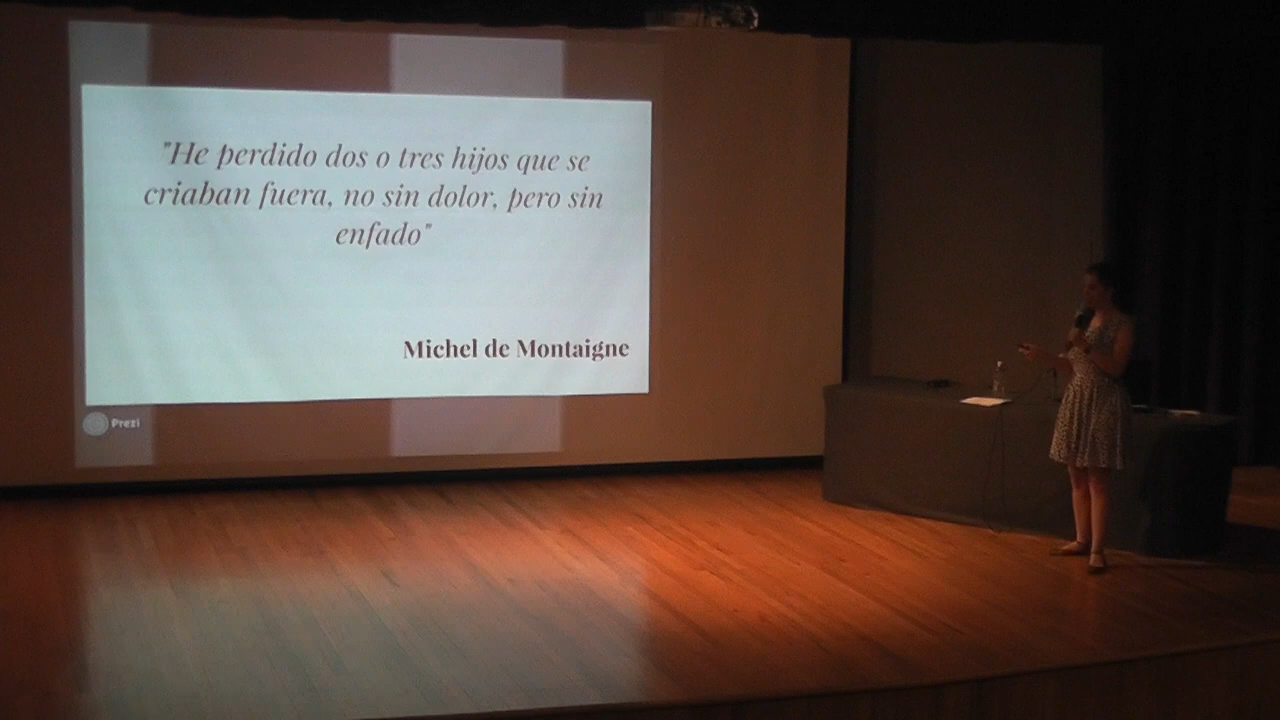 "He perdido dos o tres hijos que se
criaban fuera, no sin dolor, pero sin
enfado"
Michel de Montaigne
Prezi